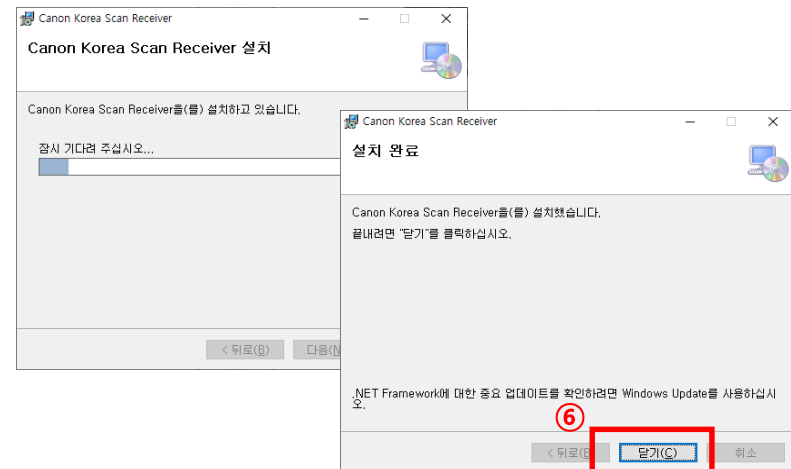 Canon Korea Scan Receiver
Canon Korea Scan Receiver 설치
Canon Korea Scan Receiver을(를) 설치하고 있습니다.
잠시 기다려 주십시오...
< 뒤로(B)
Canon Korea Scan Receiver
설치 완료
Canon Korea Scan Receiver을(를) 설치했습니다.
끝내려면 "닫기"를 클릭하십시오.
.NET Framework에 대한 중요 업데이트를 확인하려면 Windows Update를 사용하십시
오.
⑥
닫기(C)
취소